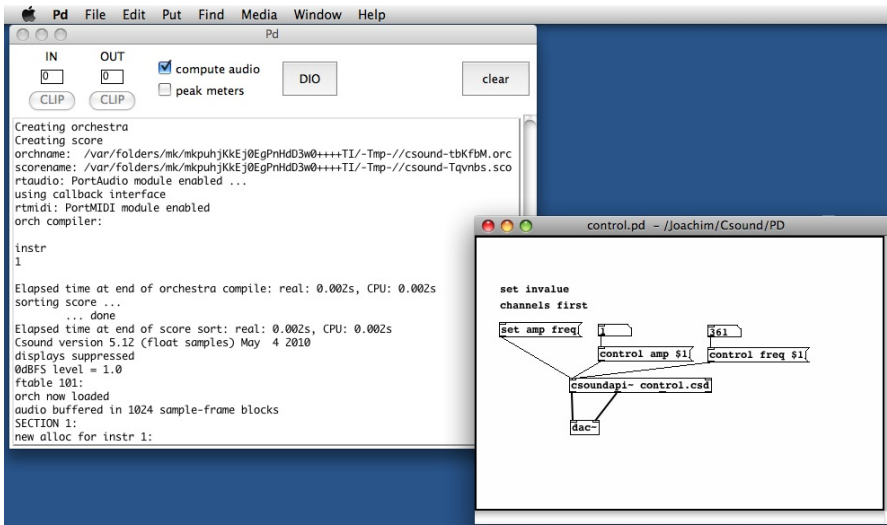 Pd File Edit Put Find Media Window Help
Pd
IN OUT
0 0
compute audio
peak meters
DIO
clear
CLIP CLIP
Creating orchestra
Creating score
orchname: /var/folders/mk/mkpuhjKkEj0EgPnHdD3w0++++TI/-Tmp-//csound-tbKfbM.orc
scorename: /var/folders/mk/mkpuhjKkEj0EgPnHdD3w0++++TI/-Tmp-//csound-Tqvnbs.sco
rtaudio: PortAudio module enabled ...
using callback interface
rtmidi: PortMIDI module enabled
orch compiler:
instr
1
Elapsed time at end of orchestra compile: real: 0.002s, CPU: 0.002s
sorting score ...
... done
Elapsed time at end of score sort: real: 0.002s, CPU: 0.002s
Csound version 5.12 (float samples) May 4 2010
displays suppressed
0dBFS level = 1.0
ftable 101:
orch now loaded
audio buffered in 1024 sample-frame blocks
SECTION 1:
new alloc for instr 1:
control.pd - /Joachim/Csound/PD
set invalue
channels first
set amp freq
1
361
control amp $1
control freq $1
csoundapi~ control.csd
dac~